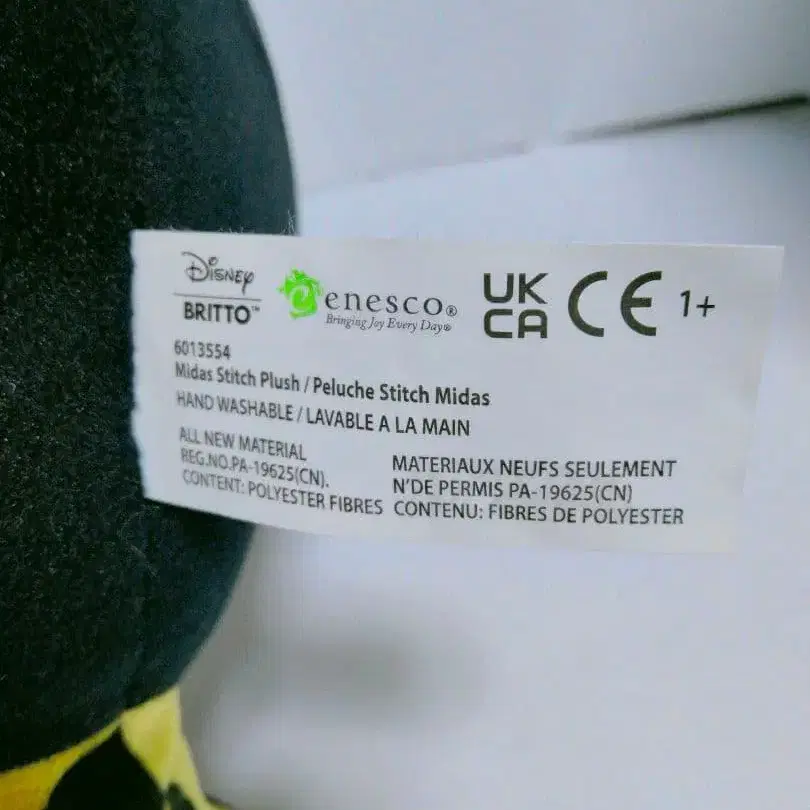 Disney
BRITTO™
enesco®
Bringing Joy Every Day®
UK
CA
CE
1+
6013554
Midas Stitch Plush / Peluche Stitch Midas
HAND WASHABLE / LAVABLE A LA MAIN
ALL NEW MATERIAL
REG.NO.PA-19625(CN).
CONTENT: POLYESTER FIBRES
MATERIAUX NEUFS SEULEMENT
N'DE PERMIS PA-19625(CN)
CONTENU: FIBRES DE POLYESTER